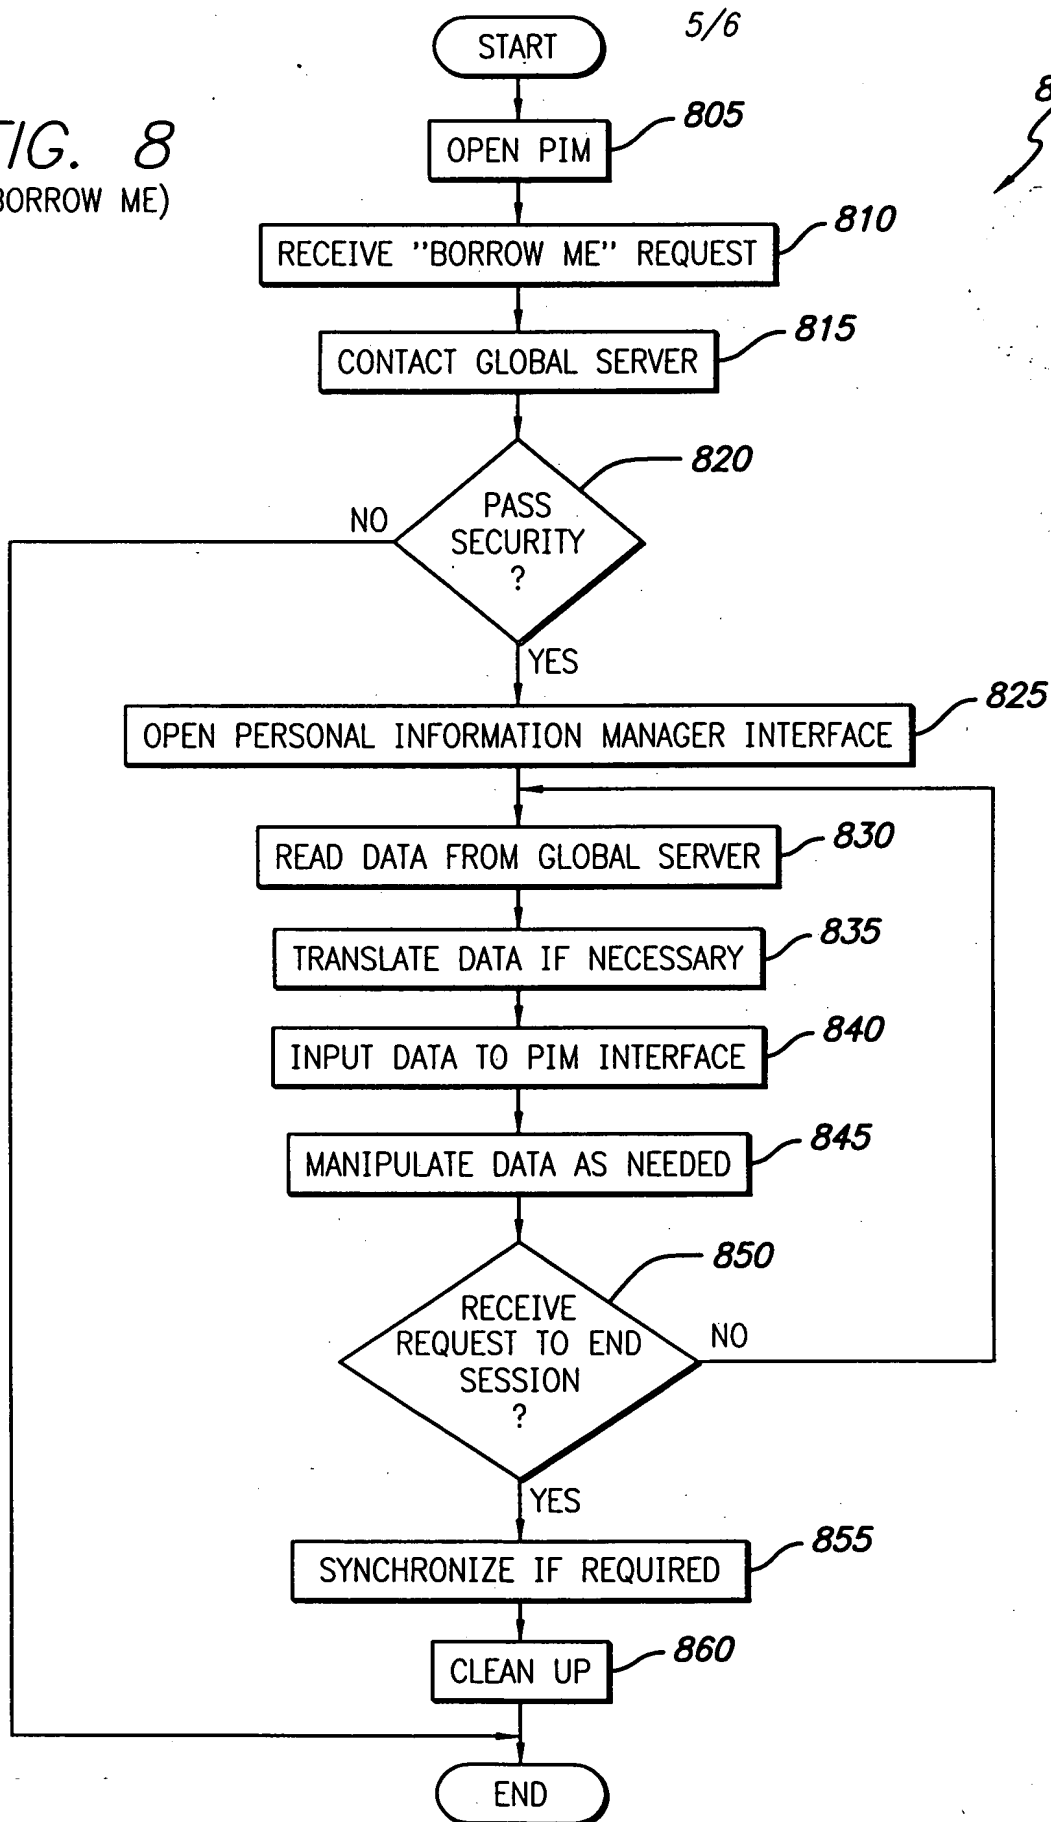 START
5/6
805
OPEN PIM
FIG. 8
BORROW ME)
810
RECEIVE "BORROW ME" REQUEST
815
CONTACT GLOBAL SERVER
820
PASS
SECURITY
?
NO
YES
825
OPEN PERSONAL INFORMATION MANAGER INTERFACE
830
READ DATA FROM GLOBAL SERVER
835
TRANSLATE DATA IF NECESSARY
840
INPUT DATA TO PIM INTERFACE
845
MANIPULATE DATA AS NEEDED
850
RECEIVE
REQUEST TO END
SESSION
?
NO
YES
855
SYNCHRONIZE IF REQUIRED
860
CLEAN UP
END